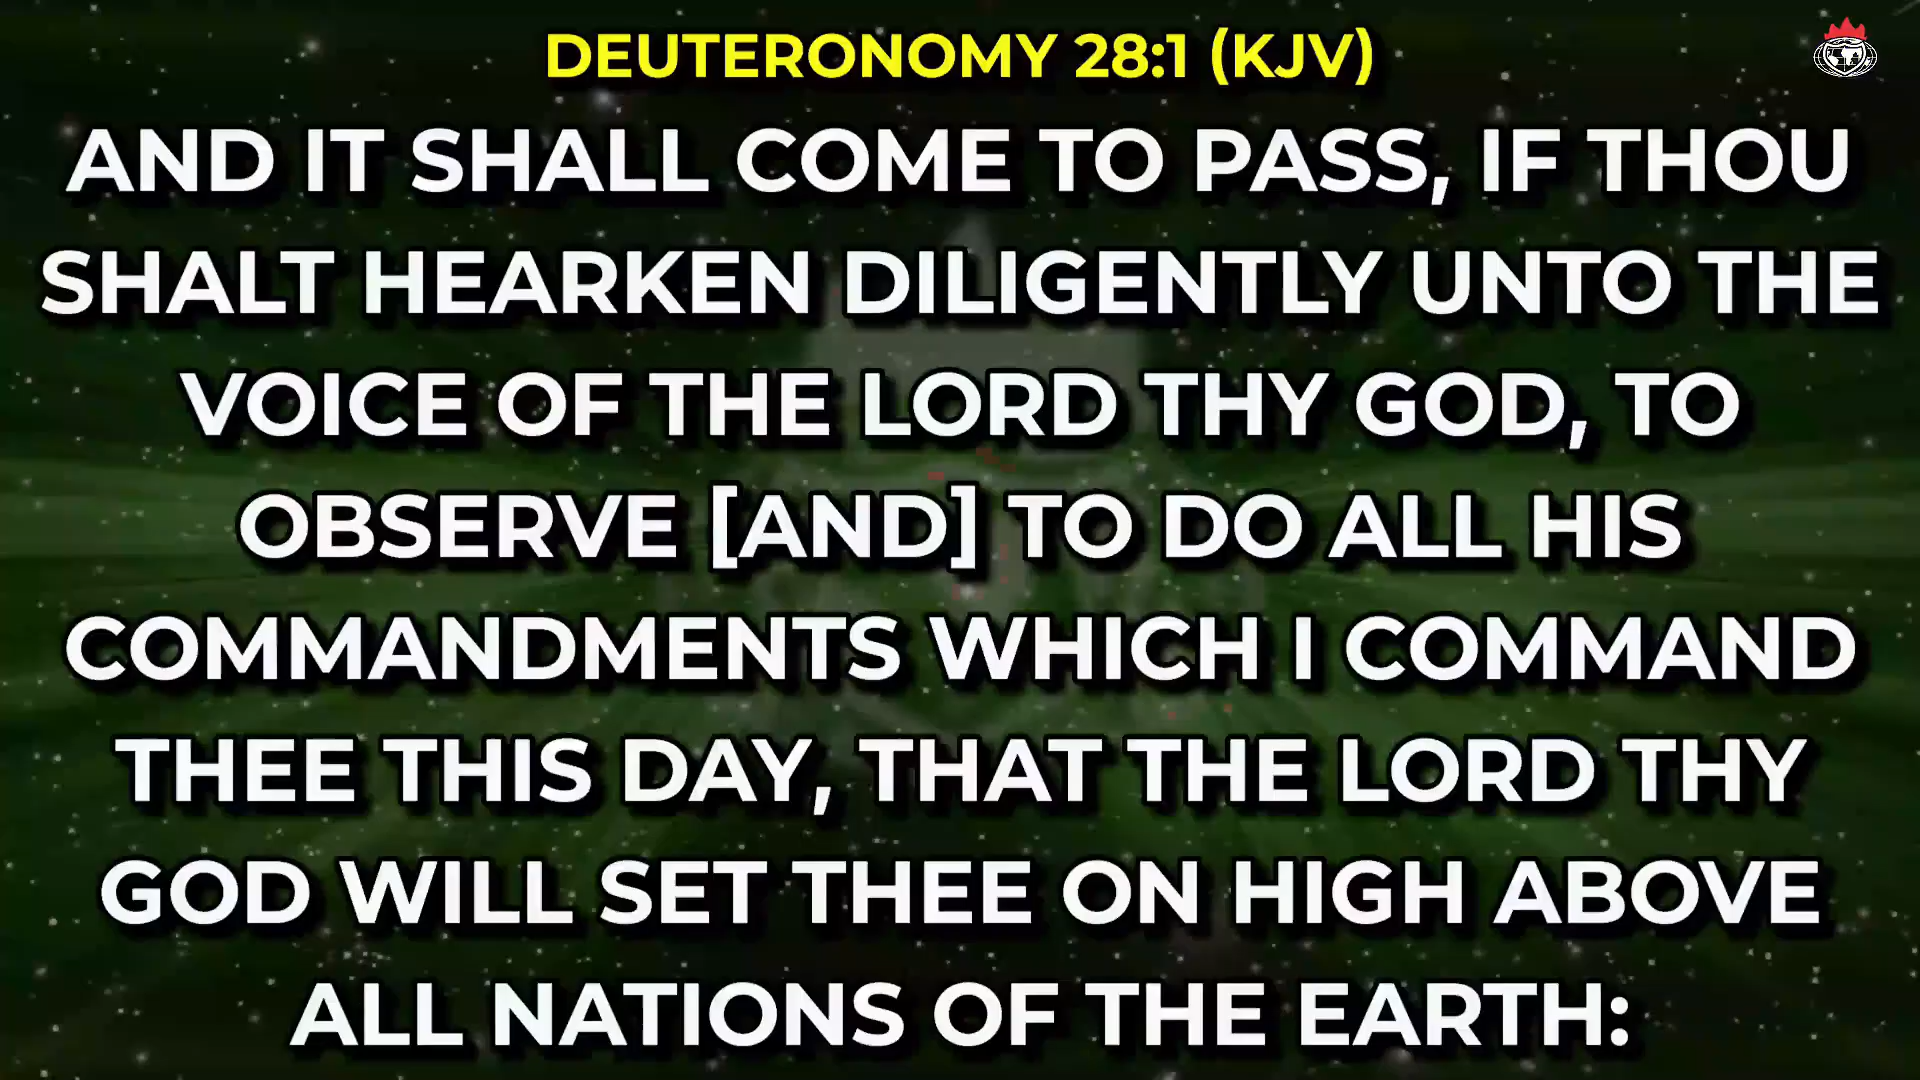 DEUTERONOMY 28:1 (KJV)
AND IT SHALL COME TO PASS, IF THOU
SHALT HEARKEN DILIGENTLY UNTO THE
VOICE OF THE LORD THY GOD, TO
OBSERVE [AND] TO DO ALL HIS
COMMANDMENTS WHICH I COMMAND
THEE THIS DAY, THAT THE LORD THY
GOD WILL SET THEE ON HIGH ABOVE
ALL NATIONS OF THE EARTH: